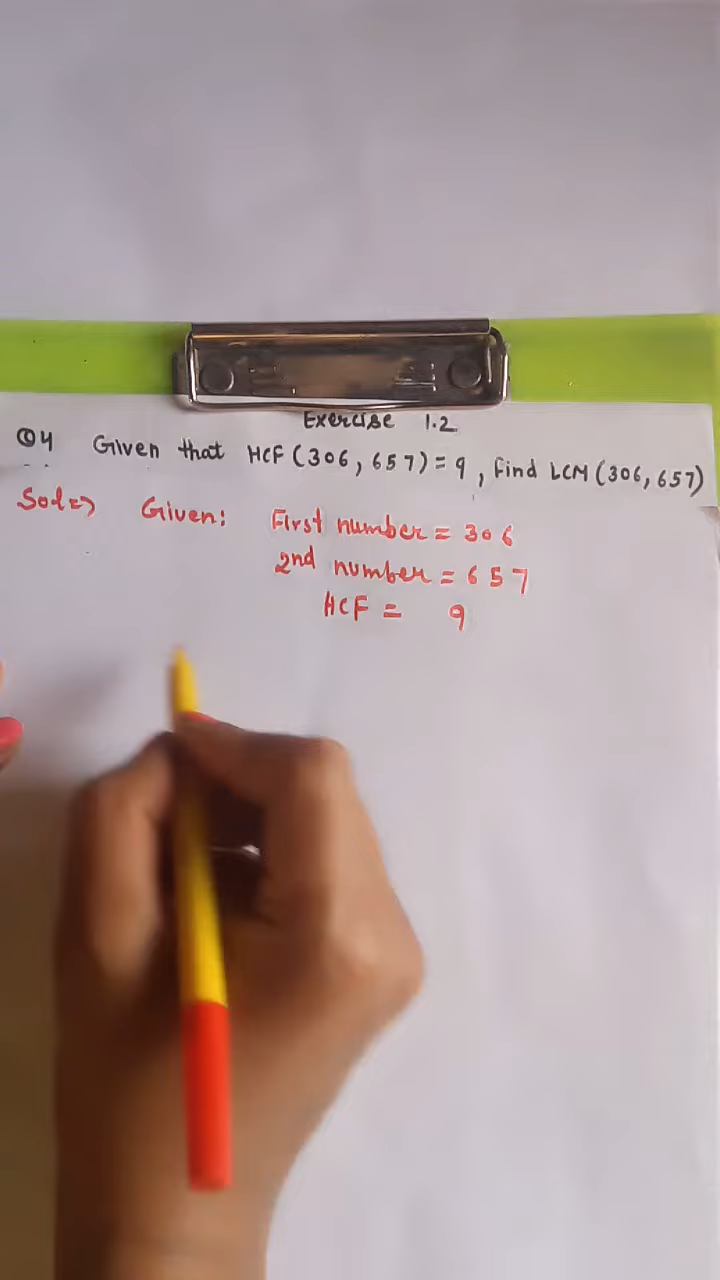 Exercise 1.2
Q4 Given that HCF (306, 657) = 9, Find LCM (306, 657)
Sol=> Given: First number = 306
2nd number = 657
HCF = 9